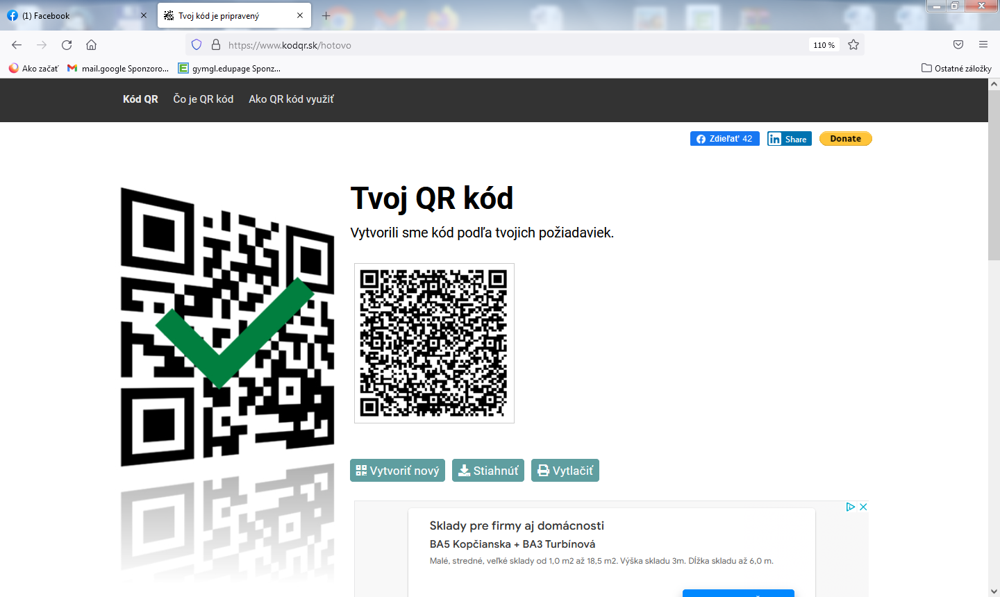 (1) Facebook
Tvoj kód je pripravený
https://www.kodqr.sk/hotovo
110 %
Ako začať
mail.google Sponzoro...
gymgl.edupage Sponz...
Ostatné záložky
Kód QR
Čo je QR kód
Ako QR kód využiť
Zdieľať 42
Share
Donate
Tvoj QR kód
Vytvorili sme kód podľa tvojich požiadaviek.
Vytvoriť nový
Stiahnúť
Vytlačiť
Sklady pre firmy aj domácnosti
BA5 Kopčianska + BA3 Turbínová
Malé, stredné, veľké sklady od 1,0 m2 až 18,5 m2. Výška skladu 3m. Dĺžka skladu až 6,0 m.